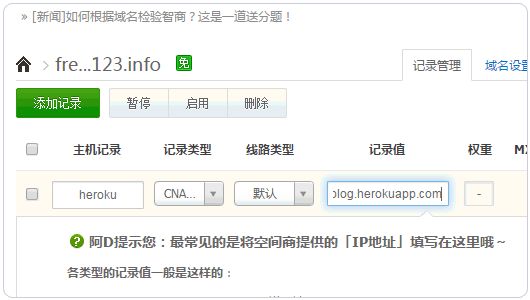 » [新闻]如何根据域名检验智商？这是一道送分题！
fre...123.info 免
记录管理 域名设置
添加记录 暂停 启用 删除
主机记录 记录类型 线路类型 记录值 权重 MX
heroku CNA... 默认 blog.herokuapp.com -
阿D提示您：最常见的是将空间商提供的「IP地址」填写在这里哦～
各类型的记录值一般是这样的：